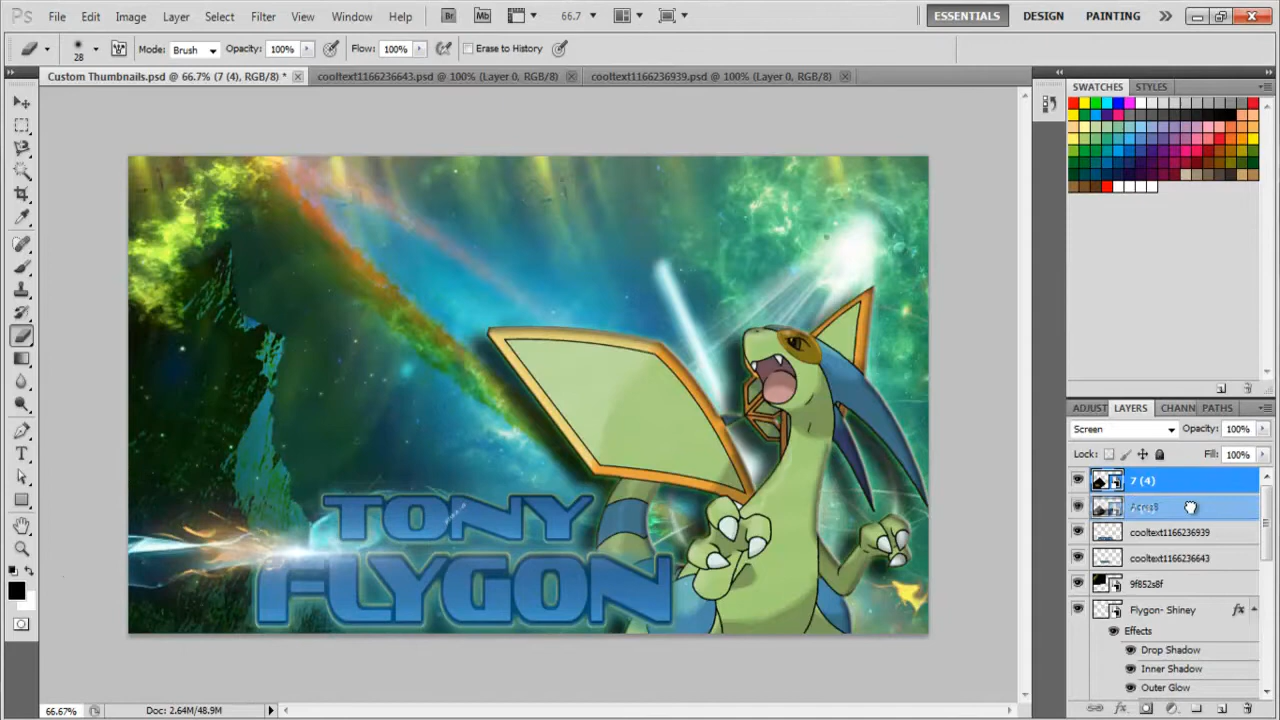 Ps File Edit Image Layer Select Filter View Window Help Br Mb 66.7 ESSENTIALS DESIGN PAINTING
28 Mode: Brush Opacity: 100% Flow: 100% Erase to History
Custom Thumbnails.psd @ 66.7% (7 (4), RGB/8) * cooltext1166236643.psd @ 100% (Layer 0, RGB/8) cooltext1166236939.psd @ 100% (Layer 0, RGB/8)
SWATCHES STYLES
TONY
FLYGON
ADJUST LAYERS CHANN PATHS
Screen Opacity: 100%
Lock: Fill: 100%
7 (4)
cooltext1166236939
cooltext1166236643
9f852s8f
Flygon- Shiney fx
Effects
Drop Shadow
Inner Shadow
Outer Glow
66.67% Doc: 2.64M/48.9M